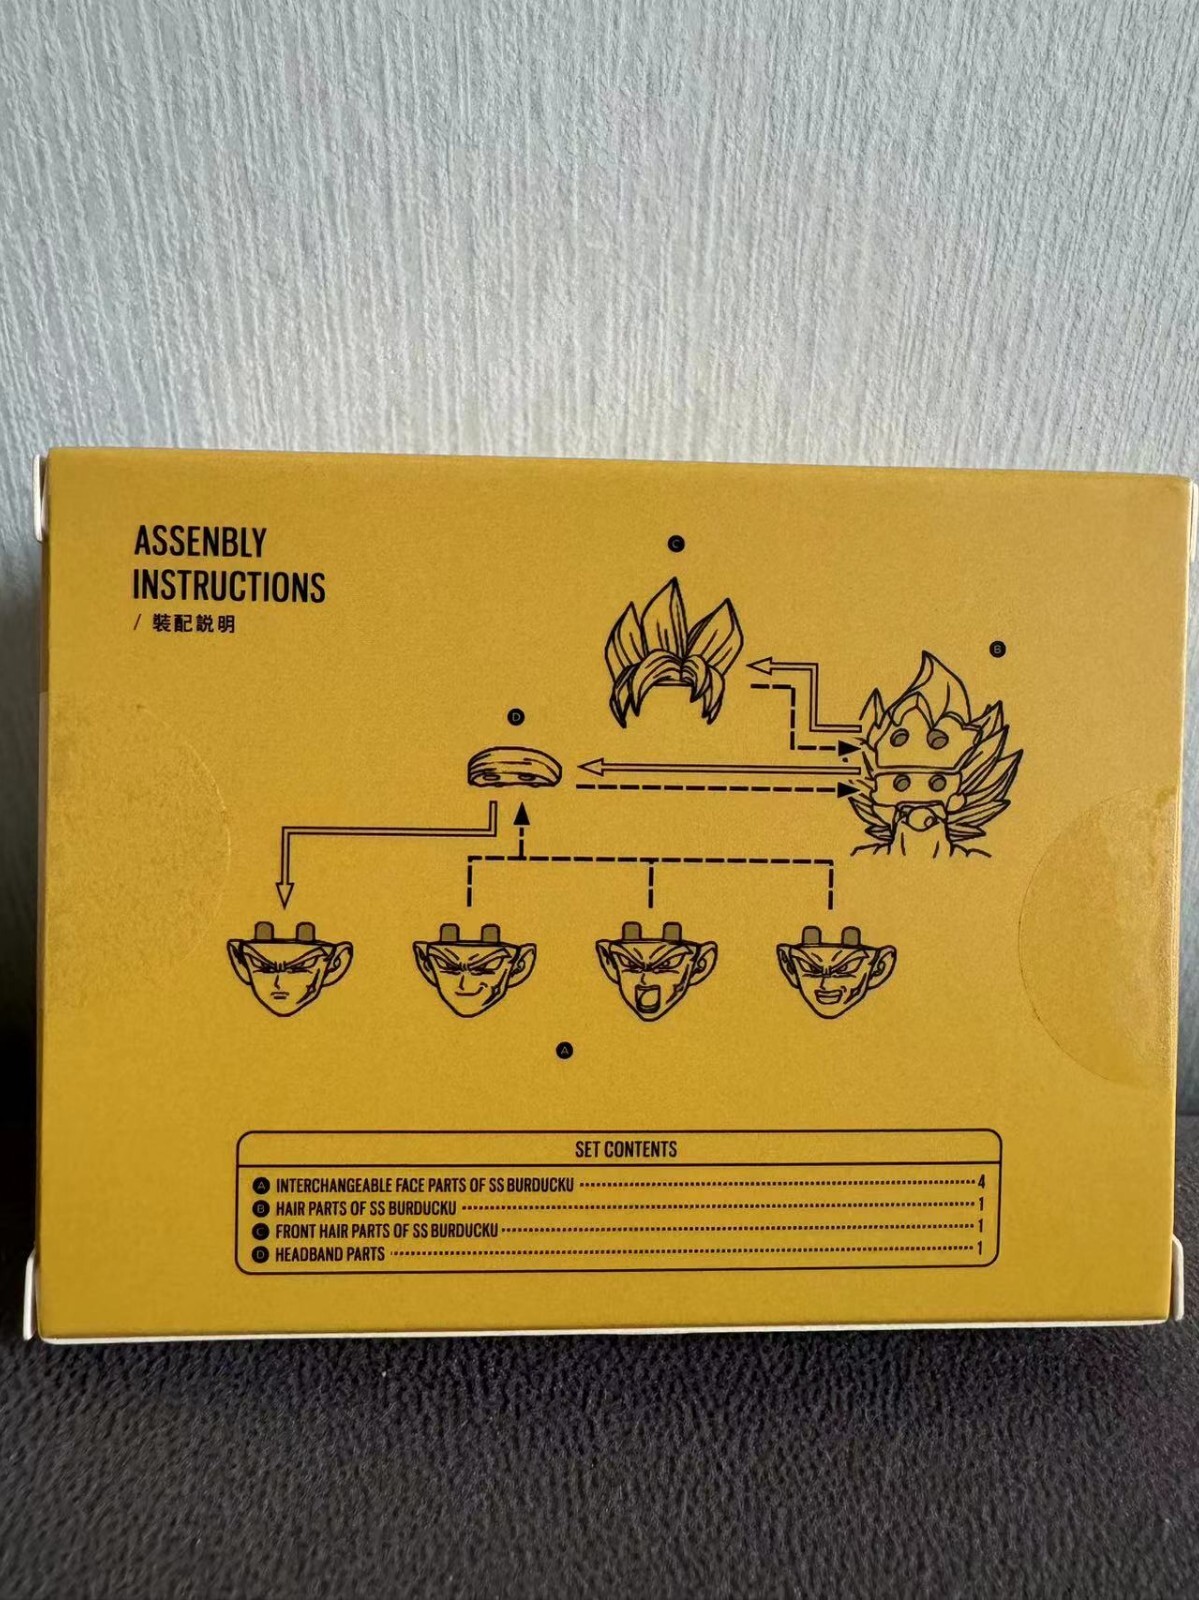 ASSENBLY
INSTRUCTIONS
/ 裝配説明
C
B
D
A
SET CONTENTS
A INTERCHANGEABLE FACE PARTS OF SS BURDUCKU 4
B HAIR PARTS OF SS BURDUCKU 1
C FRONT HAIR PARTS OF SS BURDUCKU 1
D HEADBAND PARTS 1